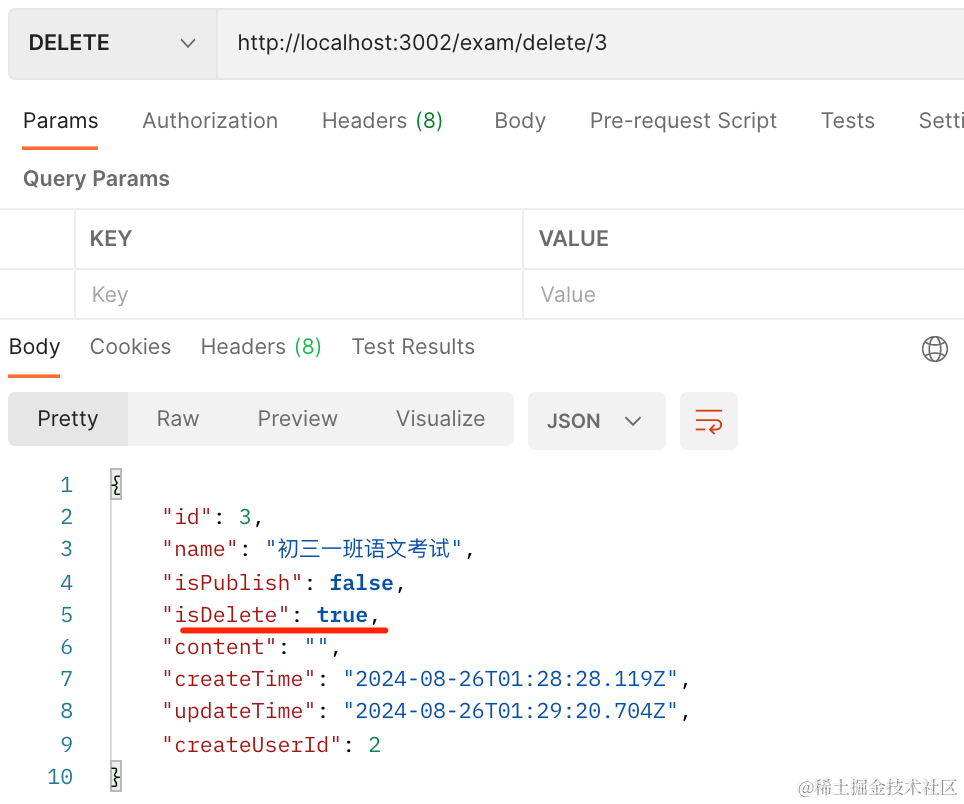 DELETE http://localhost:3002/exam/delete/3
Params Authorization Headers (8) Body Pre-request Script Tests Setti
Query Params
KEY VALUE
Key Value
Body Cookies Headers (8) Test Results
Pretty Raw Preview Visualize JSON
1 {
2 "id": 3,
3 "name": "初三一班语文考试",
4 "isPublish": false,
5 "isDelete": true,
6 "content": "",
7 "createTime": "2024-08-26T01:28:28.119Z",
8 "updateTime": "2024-08-26T01:29:20.704Z",
9 "createUserId": 2
10 }
@稀土掘金技术社区